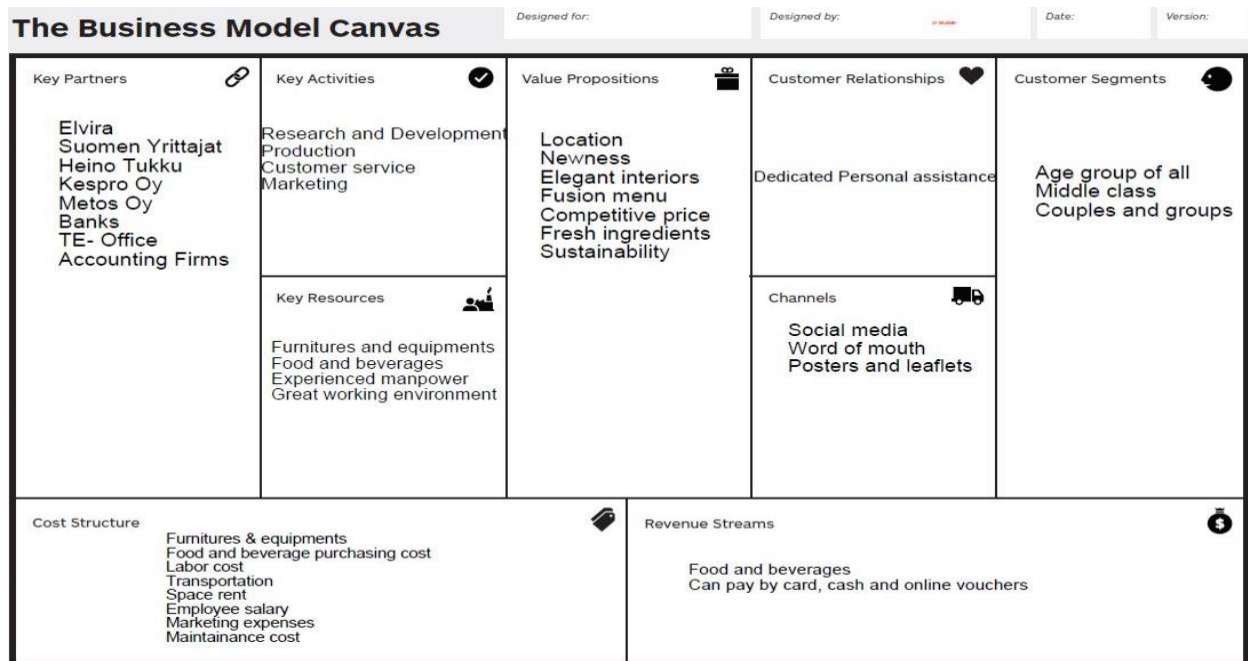 The Business Model Canvas
Designed for:
Designed by:
Date:
Version:
Key Partners
Elvira
Suomen Yrittajat
Heino Tukku
Kespro Oy
Metos Oy
Banks
TE- Office
Accounting Firms
Key Activities
Research and Development
Production
Customer service
Marketing
Key Resources
Furnitures and equipments
Food and beverages
Experienced manpower
Great working environment
Value Propositions
Location
Newness
Elegant interiors
Fusion menu
Competitive price
Fresh ingredients
Sustainability
Customer Relationships
Dedicated Personal assistance
Channels
Social media
Word of mouth
Posters and leaflets
Customer Segments
Age group of all
Middle class
Couples and groups
Cost Structure
Furnitures & equipments
Food and beverage purchasing cost
Labor cost
Transportation
Space rent
Employee salary
Marketing expenses
Maintainance cost
Revenue Streams
Food and beverages
Can pay by card, cash and online vouchers